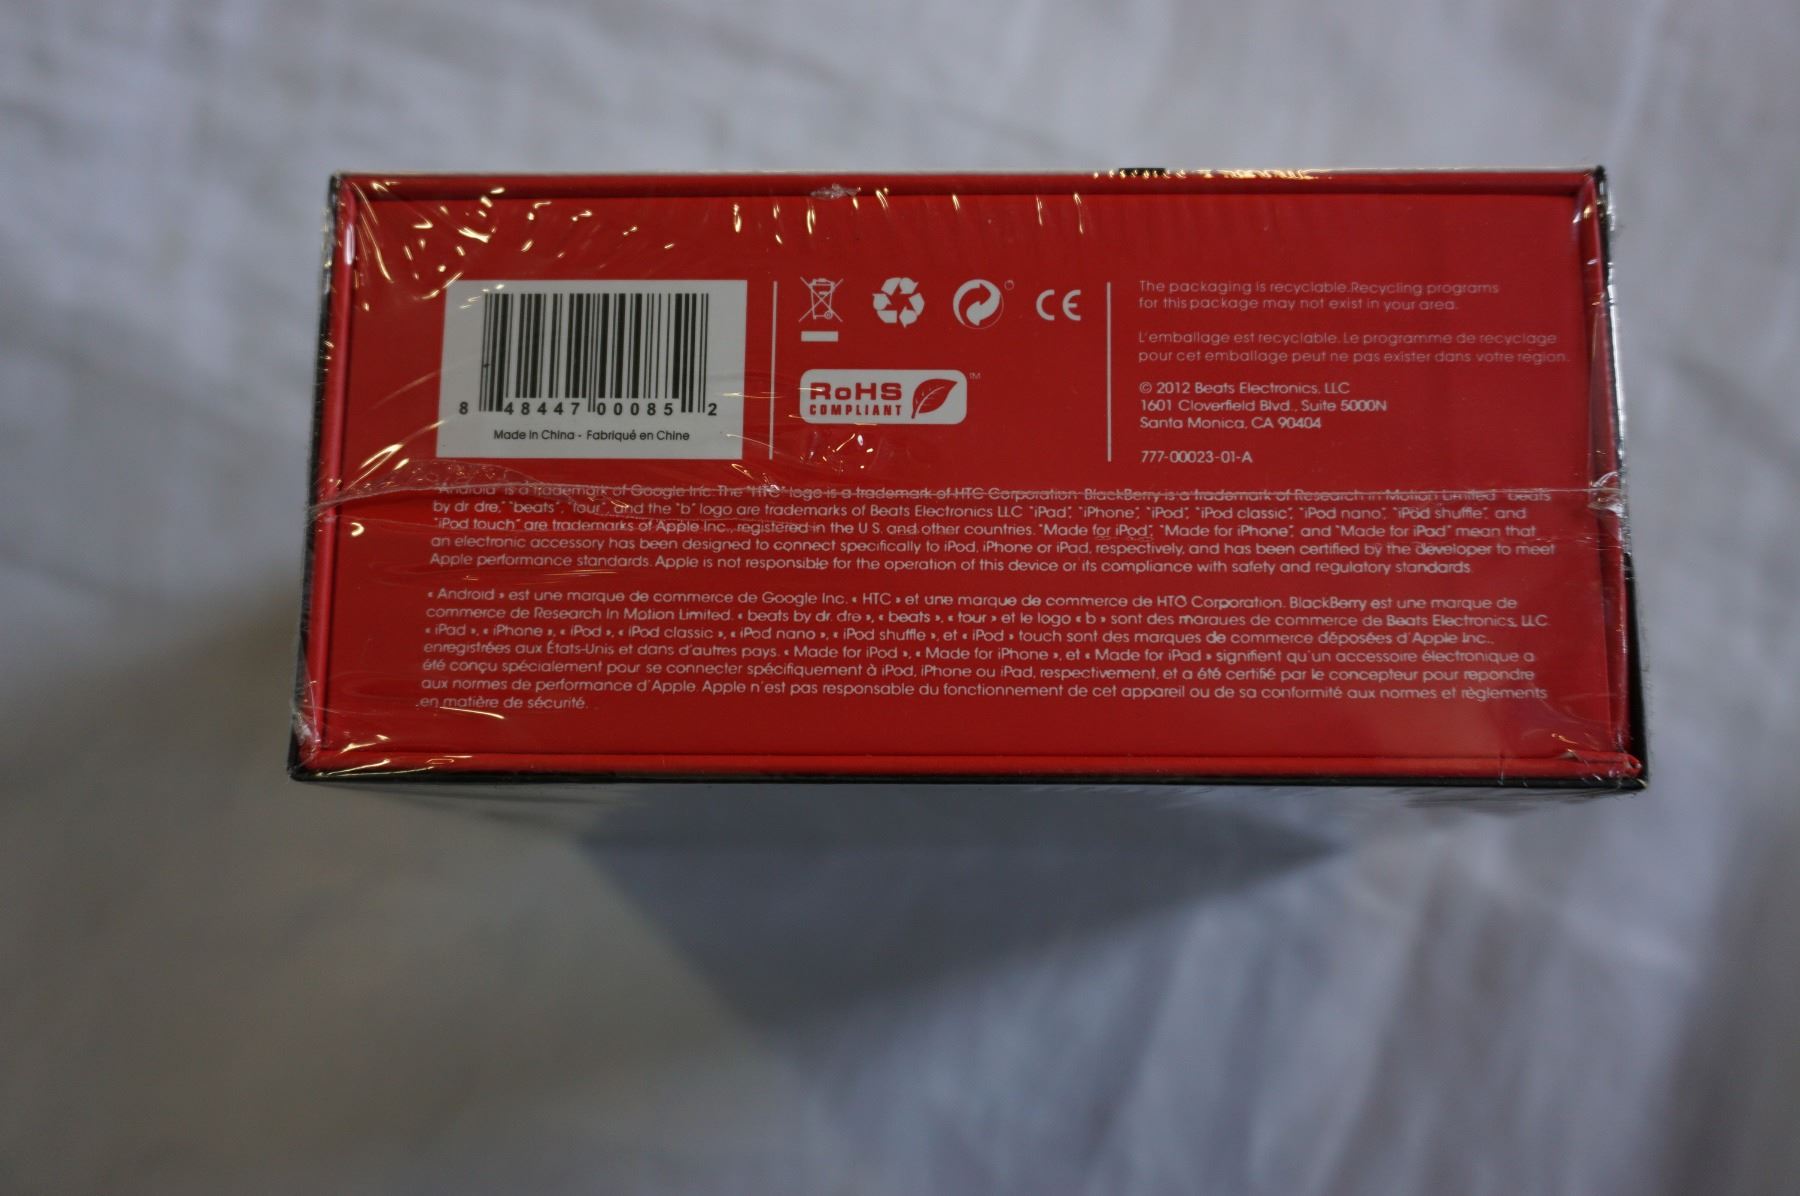 8 48447 00085 2
Made in China - Fabriqué en Chine
RoHS
COMPLIANT
TM
CE
The packaging is recyclable.Recycling programs
for this package may not exist in your area.
L'emballage est recyclable. Le programme de recyclage
pour cet emballage peut ne pas exister dans votre région.
© 2012 Beats Electronics, LLC
1601 Cloverfield Blvd., Suite 5000N
Santa Monica, CA 90404
777-00023-01-A
"Android" is a trademark of Google Inc. The "HTC" logo is a trademark of HTC Corporation. BlackBerry is a trademark of Research in Motion Limited. "beats
by dr dre," "beats", "tour", and the "b" logo are trademarks of Beats Electronics LLC "iPad", "iPhone", "iPod", "iPod classic", "iPod nano", "iPod shuffle", and
"iPod touch" are trademarks of Apple Inc., registered in the U.S. and other countries. "Made for iPod", "Made for iPhone", and "Made for iPad" mean that
an electronic accessory has been designed to connect specifically to iPod, iPhone or iPad, respectively, and has been certified by the developer to meet
Apple performance standards. Apple is not responsible for the operation of this device or its compliance with safety and regulatory standards.
« Android » est une marque de commerce de Google Inc. « HTC » et une marque de commerce de HTC Corporation. BlackBerry est une marque de
commerce de Research In Motion Limited. « beats by dr. dre », « beats », « tour » et le logo « b » sont des marques de commerce de Beats Electronics, LLC.
« iPad », « iPhone », « iPod », « iPod classic », « iPod nano », « iPod shuffle », et « iPod » touch sont des marques de commerce déposées d'Apple Inc.,
enregistrées aux États-Unis et dans d'autres pays. « Made for iPod », « Made for iPhone », et « Made for iPad » signifient qu'un accessoire électronique a
été conçu spécialement pour se connecter spécifiquement à iPod, iPhone ou iPad, respectivement, et a été certifié par le concepteur pour repondre
aux normes de performance d'Apple. Apple n'est pas responsable du fonctionnement de cet appareil ou de sa conformité aux normes et règlements
en matière de sécurité.